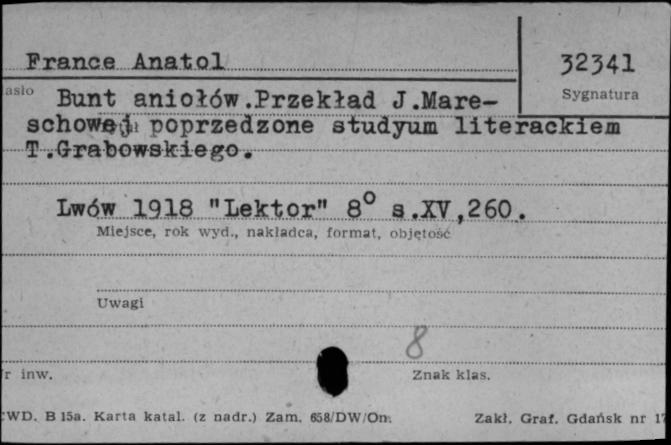 France Anatol
32341
asło
Sygnatura
Bunt aniołów.Przekład J.Mare-
schowej poprzedzone studyum literackiem
T.Grabowskiego.
Lwów 1918 "Lektor" 8° s.XV,260.
Miejsce, rok wyd., nakładca, format, objętość
Uwagi
8
r inw.
Znak klas.
WD. B 15a. Karta katal. (z nadr.) Zam. 658/DW/Om.
Zakł. Graf. Gdańsk nr 17